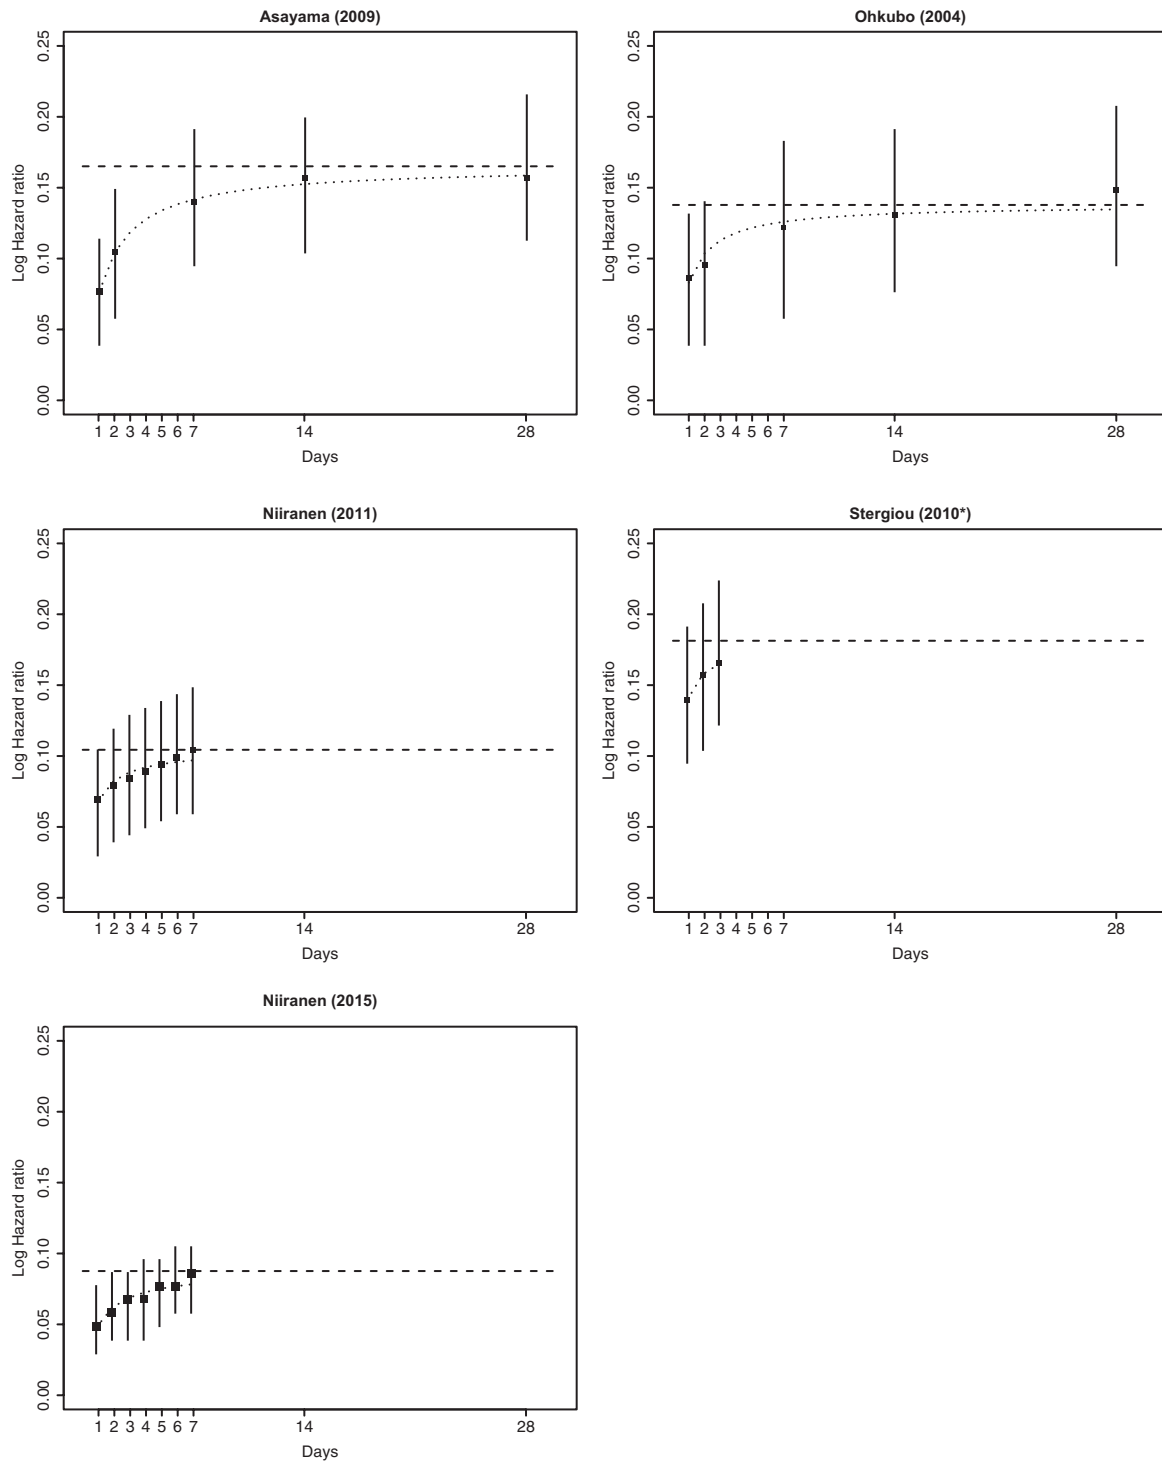 Asayama (2009)
Log Hazard ratio
0.25
0.20
0.15
0.10
0.05
0.00
1 2 3 4 5 6 7 14 28
Days
Ohkubo (2004)
Log Hazard ratio
0.25
0.20
0.15
0.10
0.05
0.00
1 2 3 4 5 6 7 14 28
Days
Niiranen (2011)
Log Hazard ratio
0.25
0.20
0.15
0.10
0.05
0.00
1 2 3 4 5 6 7 14 28
Days
Stergiou (2010*)
Log Hazard ratio
0.25
0.20
0.15
0.10
0.05
0.00
1 2 3 4 5 6 7 14 28
Days
Niiranen (2015)
Log Hazard ratio
0.25
0.20
0.15
0.10
0.05
0.00
1 2 3 4 5 6 7 14 28
Days